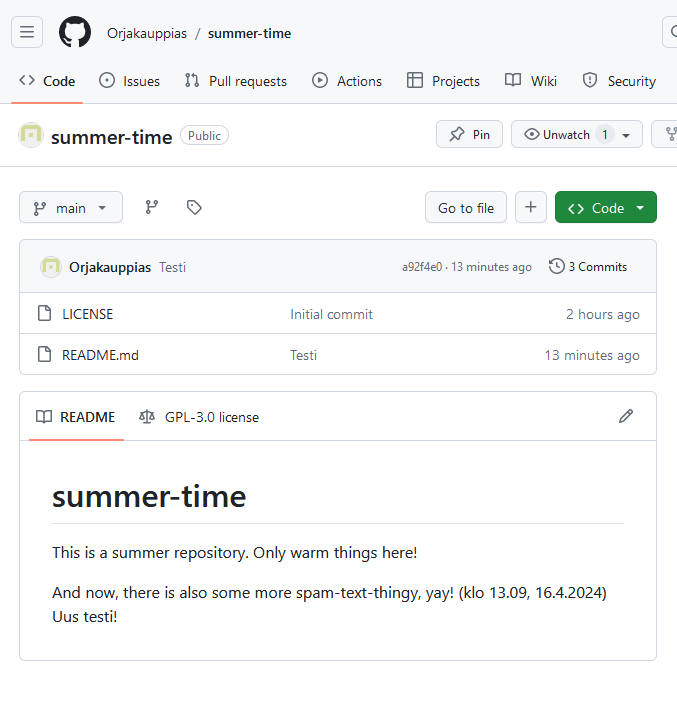 Orjakauppias / summer-time
Code Issues Pull requests Actions Projects Wiki Security
summer-time Public Pin Unwatch 1
main Go to file + Code
Orjakauppias Testi a92f4e0 · 13 minutes ago 3 Commits
LICENSE Initial commit 2 hours ago
README.md Testi 13 minutes ago
README GPL-3.0 license
summer-time
This is a summer repository. Only warm things here!
And now, there is also some more spam-text-thingy, yay! (klo 13.09, 16.4.2024)
Uus testi!